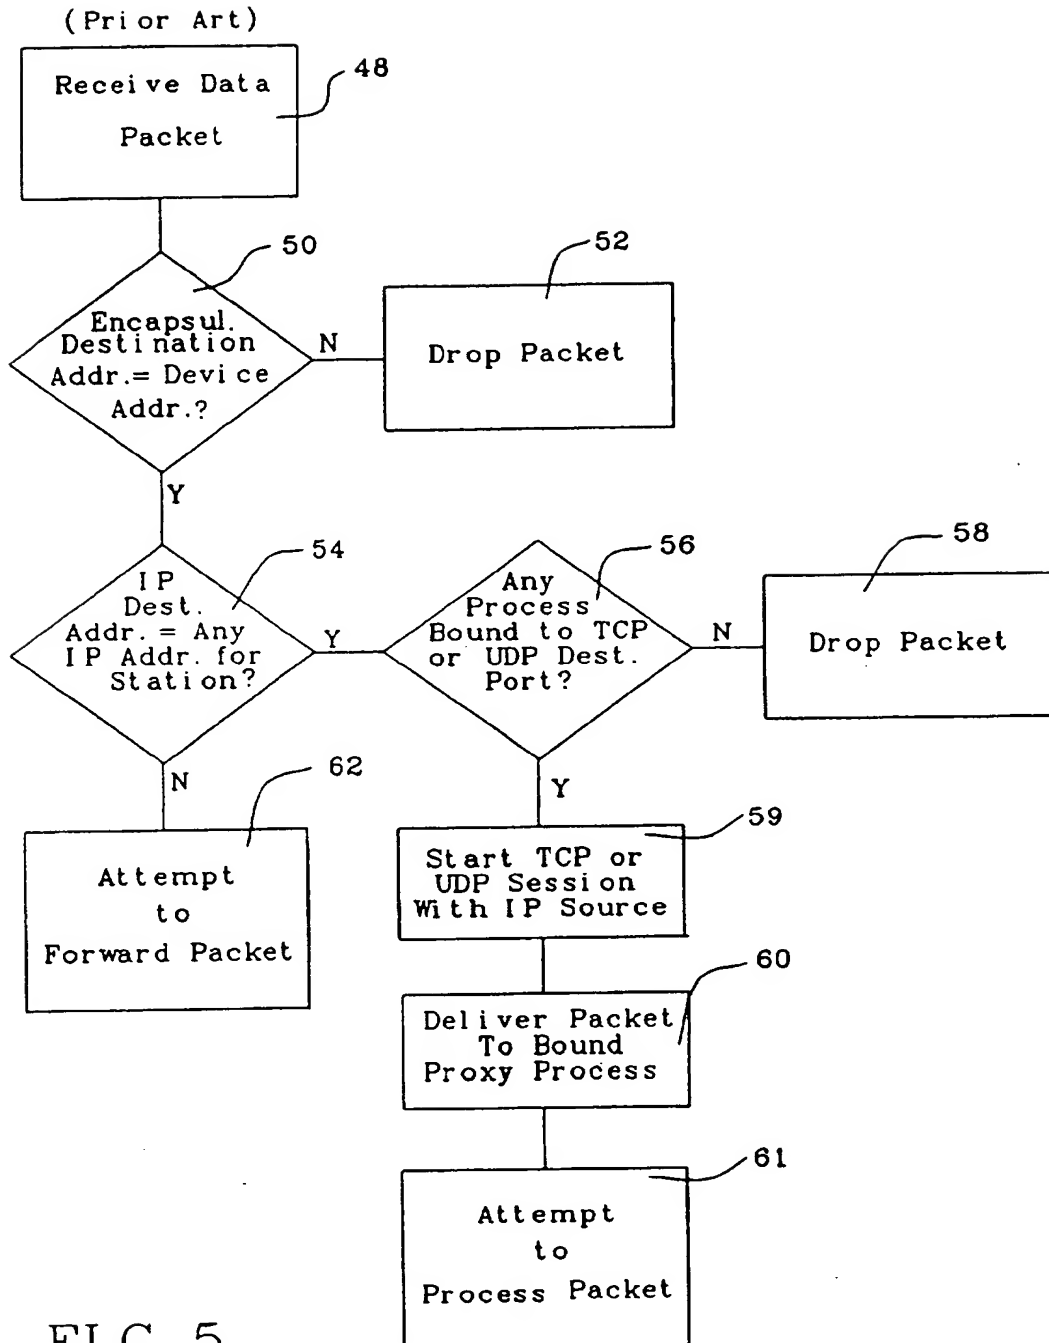 (Prior Art)
Receive Data
Packet
48
50
Encapsul.
Destination
Addr.= Device
Addr.?
N
52
Drop Packet
Y
54
IP
Dest.
Addr. = Any
IP Addr. for
Station?
Y
56
Any
Process
Bound to TCP
or UDP Dest.
Port?
N
58
Drop Packet
N
62
Attempt
to
Forward Packet
Y
59
Start TCP or
UDP Session
With IP Source
60
Deliver Packet
To Bound
Proxy Process
61
Attempt
to
Process Packet
FIG. 5